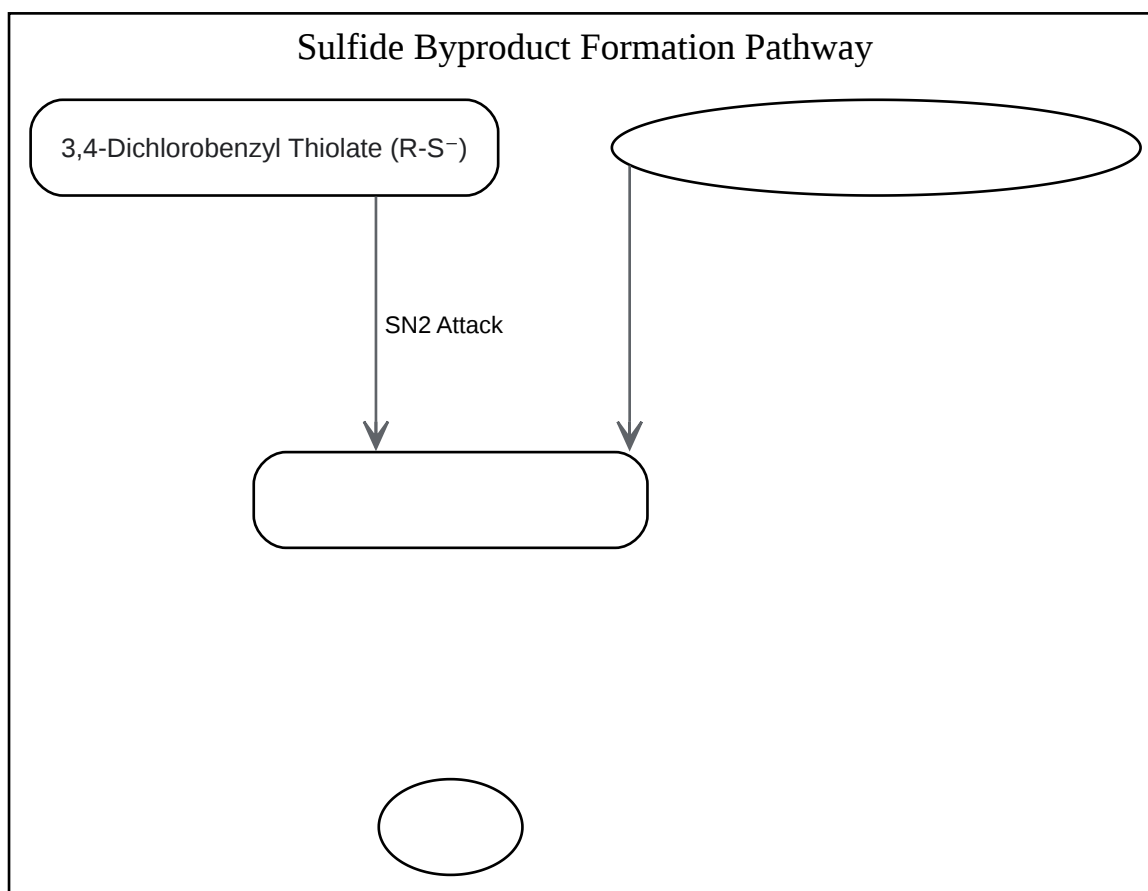 Sulfide Byproduct Formation Pathway
3,4-Dichlorobenzyl Thiolate (R-S⁻)
SN2 Attack